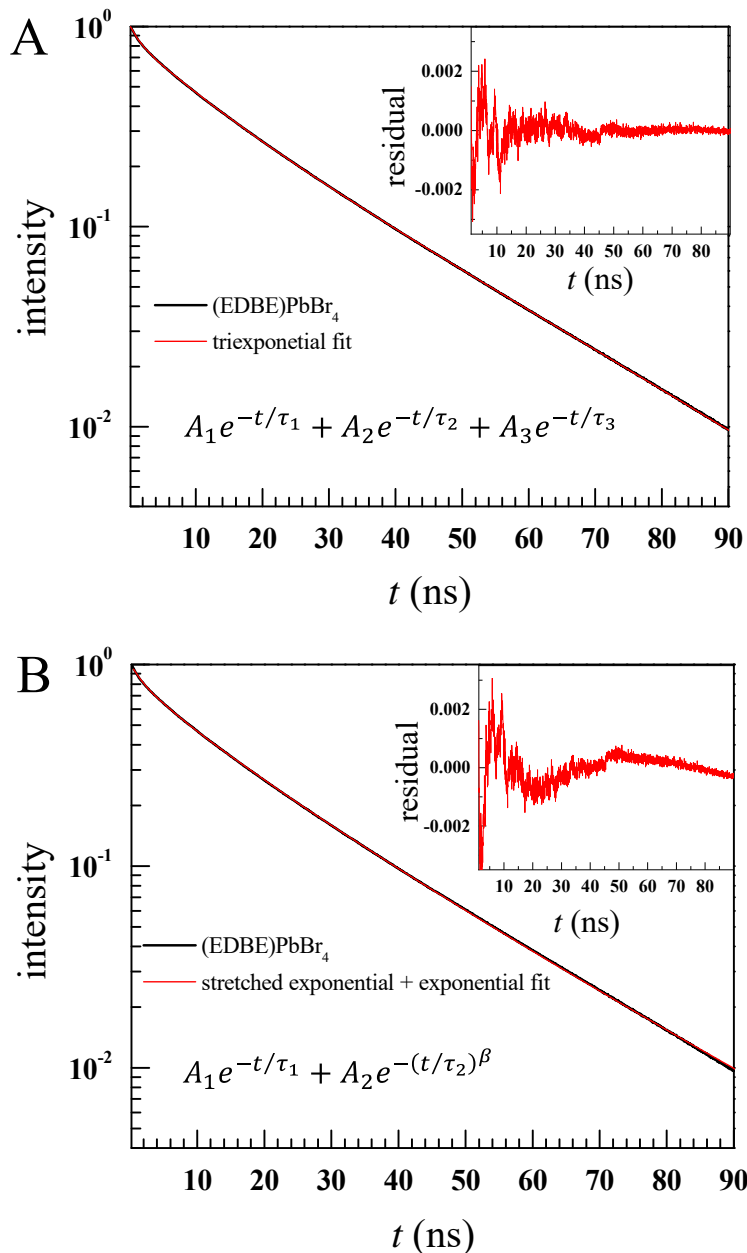 A
10⁰
10⁻¹
10⁻²
intensity
0.002
0.000
-0.002
residual
10 20 30 40 50 60 70 80
t (ns)
(EDBE)PbBr₄
triexponetial fit
A₁e^{-t/τ₁} + A₂e^{-t/τ₂} + A₃e^{-t/τ₃}
10 20 30 40 50 60 70 80 90
t (ns)
B
10⁰
10⁻¹
10⁻²
intensity
0.002
0.000
-0.002
residual
10 20 30 40 50 60 70 80
t (ns)
(EDBE)PbBr₄
stretched exponential + exponential fit
A₁e^{-t/τ₁} + A₂e^{-(t/τ₂)^β}
10 20 30 40 50 60 70 80 90
t (ns)